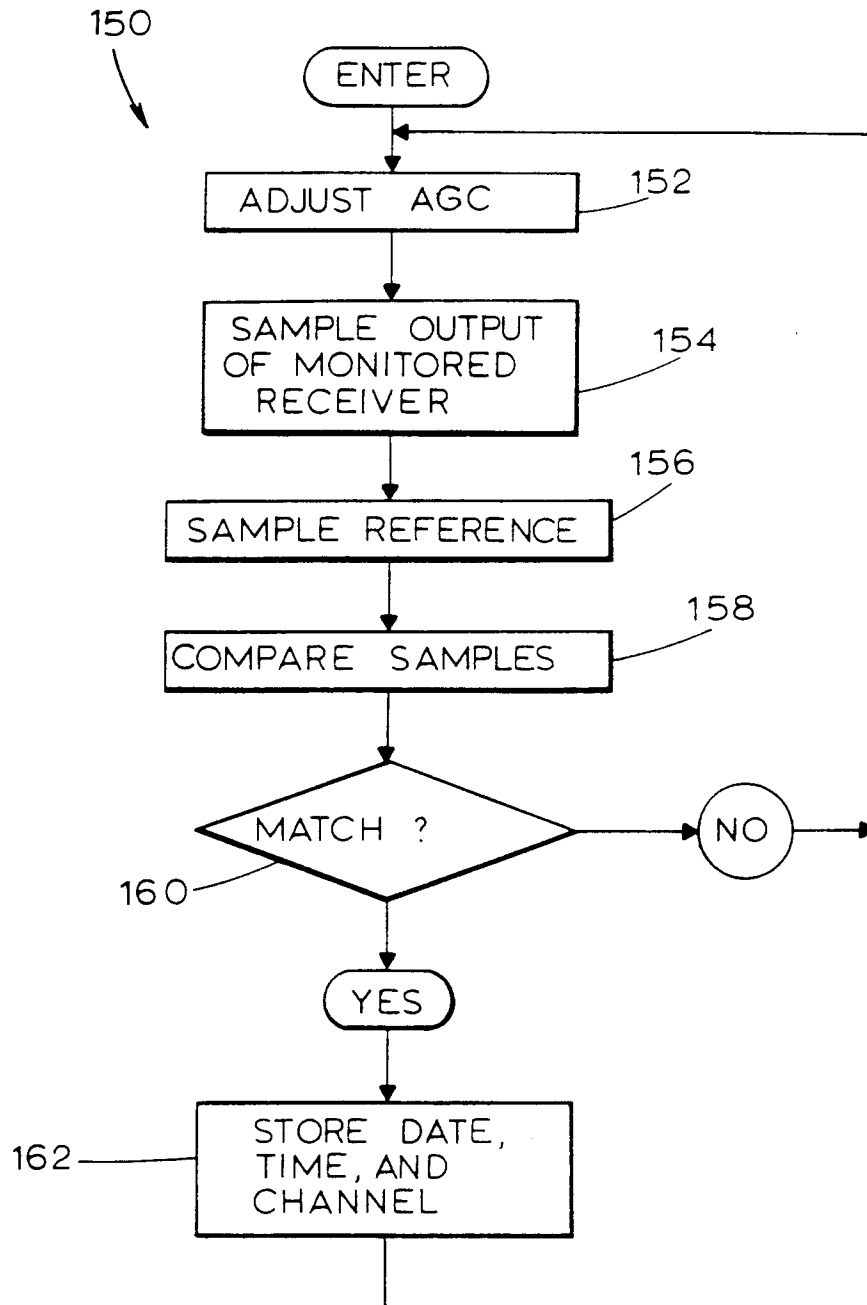 150
ENTER
ADJUST AGC
152
SAMPLE OUTPUT
OF MONITORED
RECEIVER
154
156
SAMPLE REFERENCE
158
COMPARE SAMPLES
MATCH ?
NO
160
YES
STORE DATE,
TIME, AND
CHANNEL
162